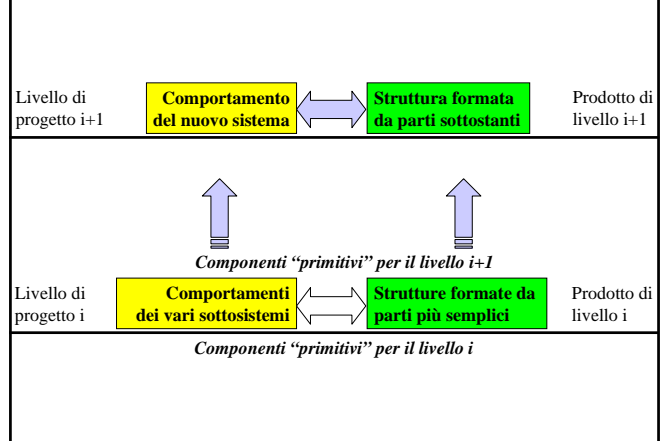 Livello di
progetto i+1
Comportamento
del nuovo sistema
Struttura formata
da parti sottostanti
Prodotto di
livello i+1
Componenti “primitivi” per il livello i+1
Livello di
progetto i
Comportamenti
dei vari sottosistemi
Strutture formate da
parti più semplici
Prodotto di
livello i
Componenti “primitivi” per il livello i